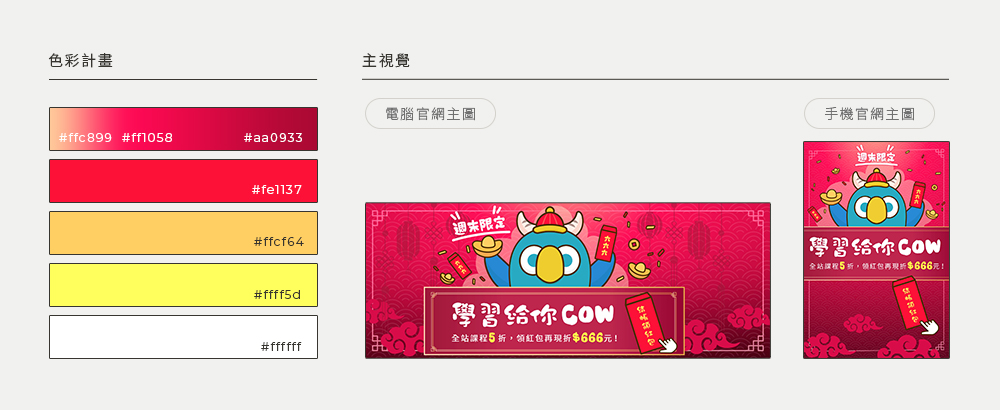 色彩計畫
#ffc899 #ff1058 #aa0933
#fe1137
#ffcf64
#ffff5d
#ffffff
主視覺
電腦官網主圖
週末限定
六六六
學習給你COW
全站課程5折，領紅包再現折$666元！
手機官網主圖
週末限定
六六六
學習給你COW
全站課程5折，領紅包再現折$666元！